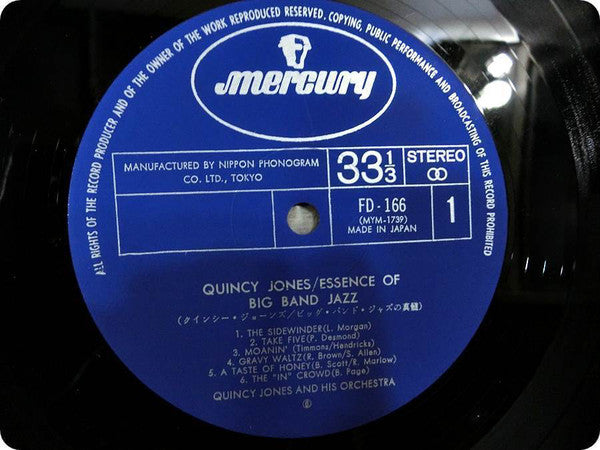 ALL RIGHTS OF THE RECORD PRODUCER AND OF THE OWNER OF THE WORK REPRODUCED RESERVED. COPYING, PUBLIC PERFORMANCE AND BROADCASTING OF THIS RECORD PROHIBITED
mercury
MANUFACTURED BY NIPPON PHONOGRAM
CO. LTD., TOKYO
33 1/3
STEREO
FD-166
(MYM-1739)
MADE IN JAPAN
1
QUINCY JONES/ESSENCE OF
BIG BAND JAZZ
(クインシー・ジョーンズ/ビッグ・バンド・ジャズの真髄)
1. THE SIDEWINDER(L. Morgan)
2. TAKE FIVE(P. Desmond)
3. MOANIN' (Timmons/Hendricks)
4. GRAVY WALTZ(R. Brown/S. Allen)
5. A TASTE OF HONEY(B. Scott/R. Marlow)
6. THE "IN" CROWD(B. Page)
QUINCY JONES AND HIS ORCHESTRA